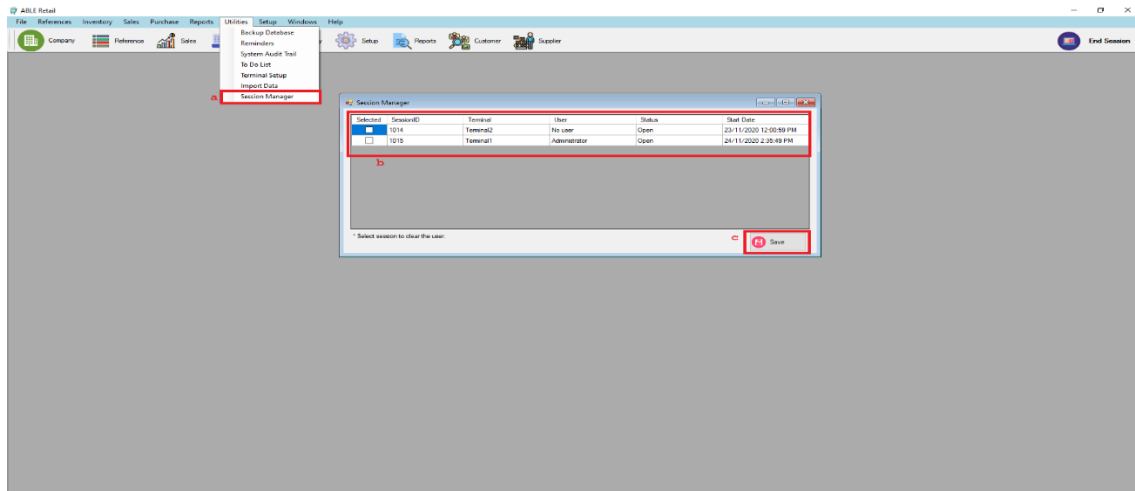 ABLE Retail
File References Inventory Sales Purchase Reports Utilities Setup Windows Help
Company Reference Sales Setup Reports Customer Supplier End Session
Backup Database
Reminders
System Audit Trail
To Do List
Terminal Setup
Import Data
a Session Manager
Session Manager
Selected SessionID Terminal User Status Start Date
1014 Terminal2 No user Open 23/11/2020 12:00:59 PM
1015 Terminal1 Administrator Open 24/11/2020 2:35:49 PM
b
* Select session to clear the user.
c Save